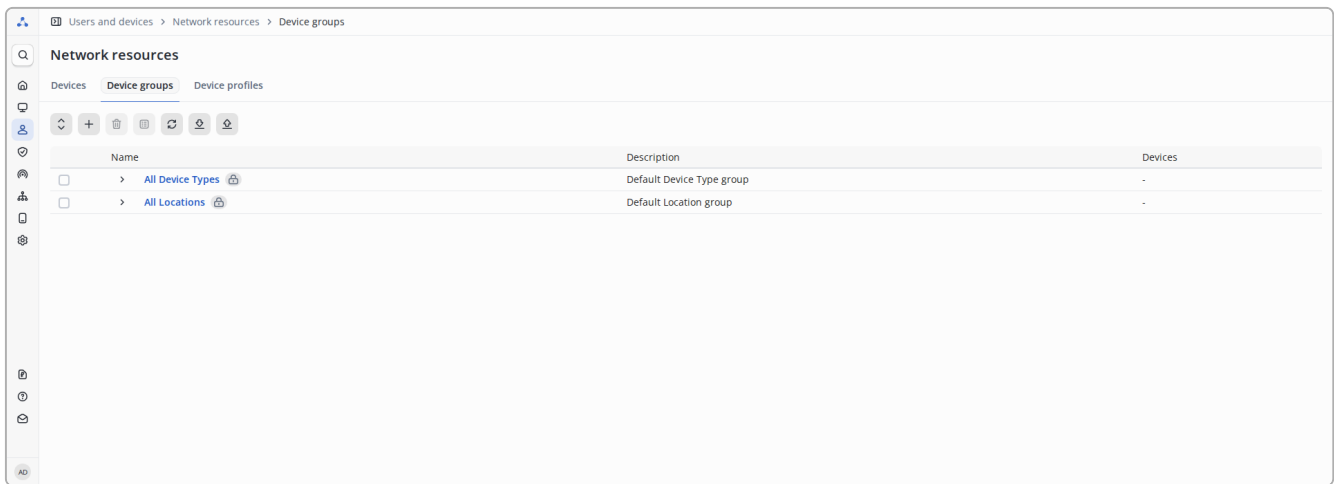 Users and devices > Network resources > Device groups
Network resources
Devices Device groups Device profiles
Name Description Devices
All Device Types Default Device Type group -
All Locations Default Location group -
AD